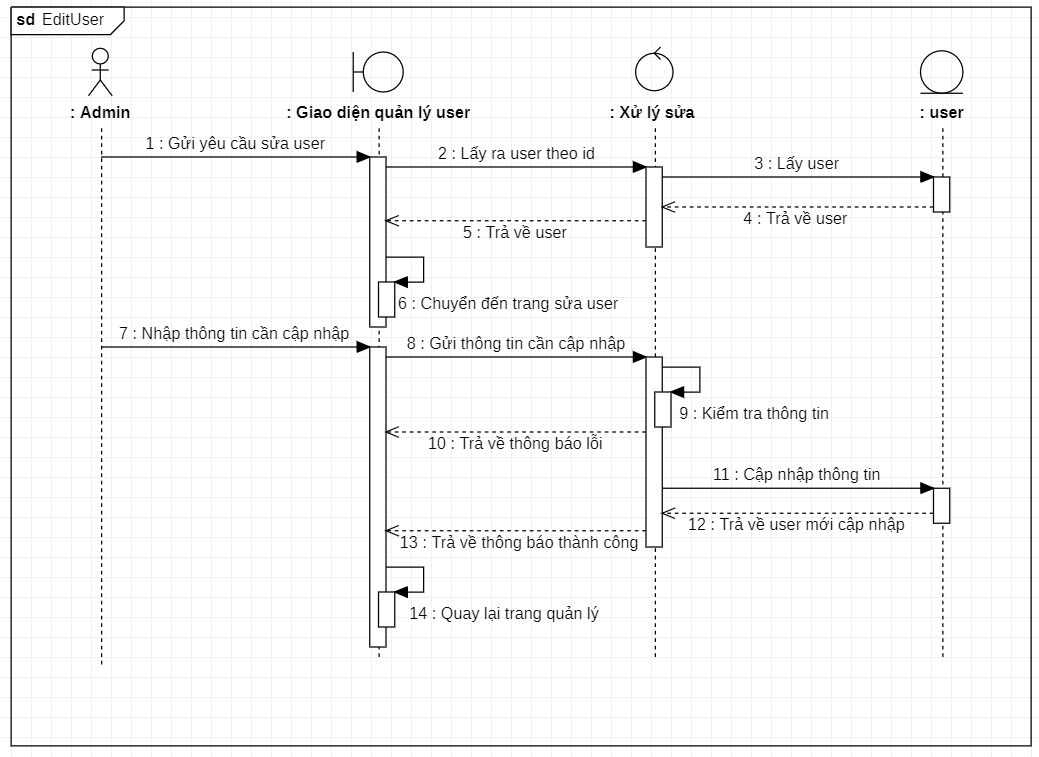 sd EditUser
: Admin
: Giao diện quản lý user
: Xử lý sửa
: user
1 : Gửi yêu cầu sửa user
2 : Lấy ra user theo id
3 : Lấy user
4 : Trả về user
5 : Trả về user
6 : Chuyển đến trang sửa user
7 : Nhập thông tin cần cập nhập
8 : Gửi thông tin cần cập nhập
9 : Kiểm tra thông tin
10 : Trả về thông báo lỗi
11 : Cập nhập thông tin
12 : Trả về user mới cập nhập
13 : Trả về thông báo thành công
14 : Quay lại trang quản lý